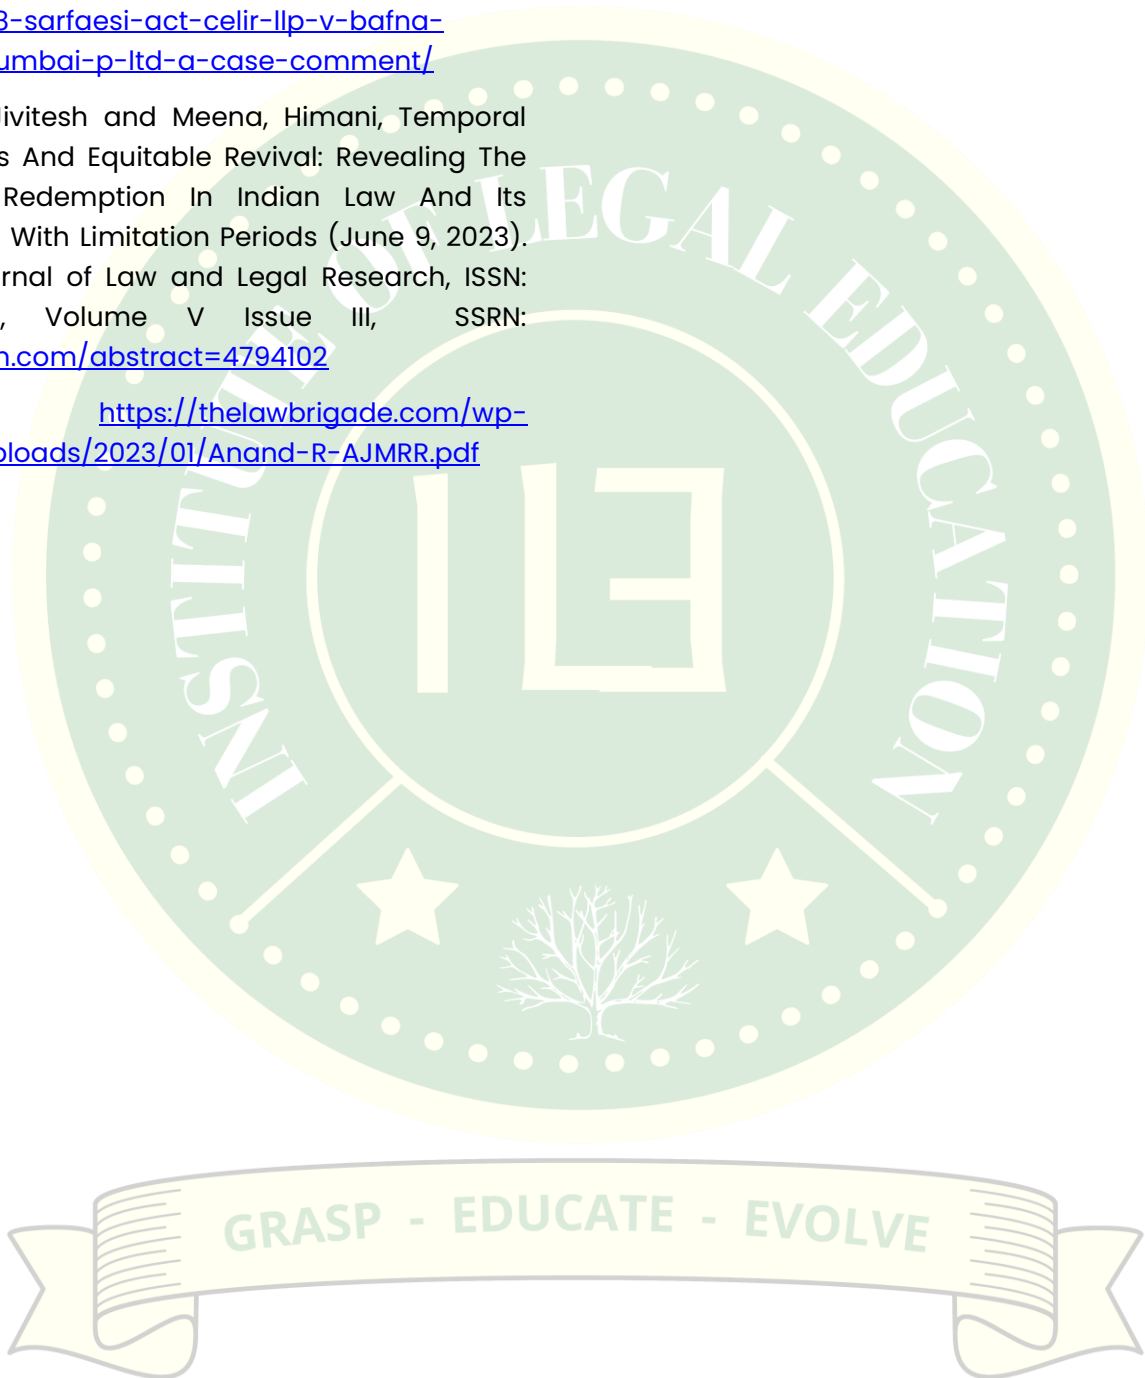 3-sarfaesi-act-celir-llp-v-bafna-
umbai-p-ltd-a-case-comment/
Jivitesh and Meena, Himani, Temporal
s And Equitable Revival: Revealing The
Redemption In Indian Law And Its
With Limitation Periods (June 9, 2023).
rnal of Law and Legal Research, ISSN:
, Volume V Issue III, SSRN:
n.com/abstract=4794102
https://thelawbrigade.com/wp-
ploads/2023/01/Anand-R-AJMRR.pdf
INSTITUTE OF LEGAL EDUCATION
ILE
GRASP - EDUCATE - EVOLVE